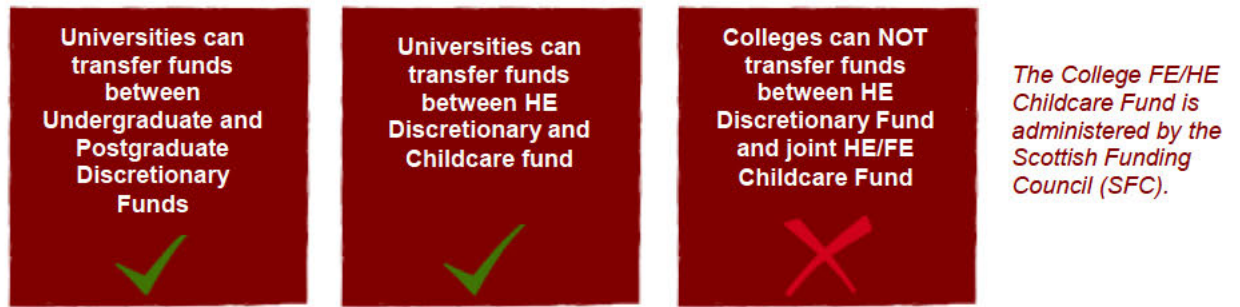 Universities can
transfer funds
between
Undergraduate and
Postgraduate
Discretionary
Funds
Universities can
transfer funds
between HE
Discretionary and
Childcare fund
Colleges can NOT
transfer funds
between HE
Discretionary Fund
and joint HE/FE
Childcare Fund
The College FE/HE
Childcare Fund is
administered by the
Scottish Funding
Council (SFC).